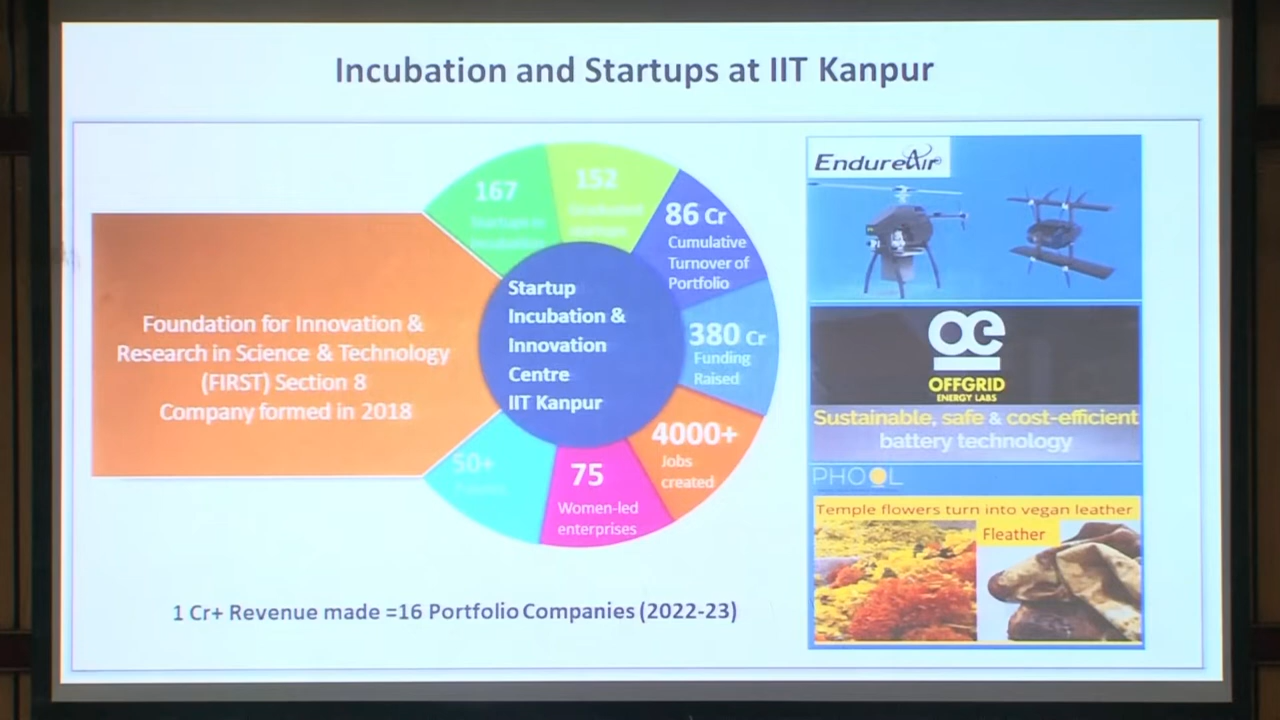 Incubation and Startups at IIT Kanpur
Foundation for Innovation &
Research in Science & Technology
(FIRST) Section 8
Company formed in 2018
Startup
Incubation &
Innovation
Centre
IIT Kanpur
167
152
86 Cr
Cumulative
Turnover of
Portfolio
380 Cr
Funding
Raised
4000+
Jobs
created
75
Women-led
enterprises
50+
1 Cr+ Revenue made =16 Portfolio Companies (2022-23)
EndureAir
oe
OFFGRID
ENERGY LABS
Sustainable, safe & cost-efficient
battery technology
PHOOL
Temple flowers turn into vegan leather
Fleather